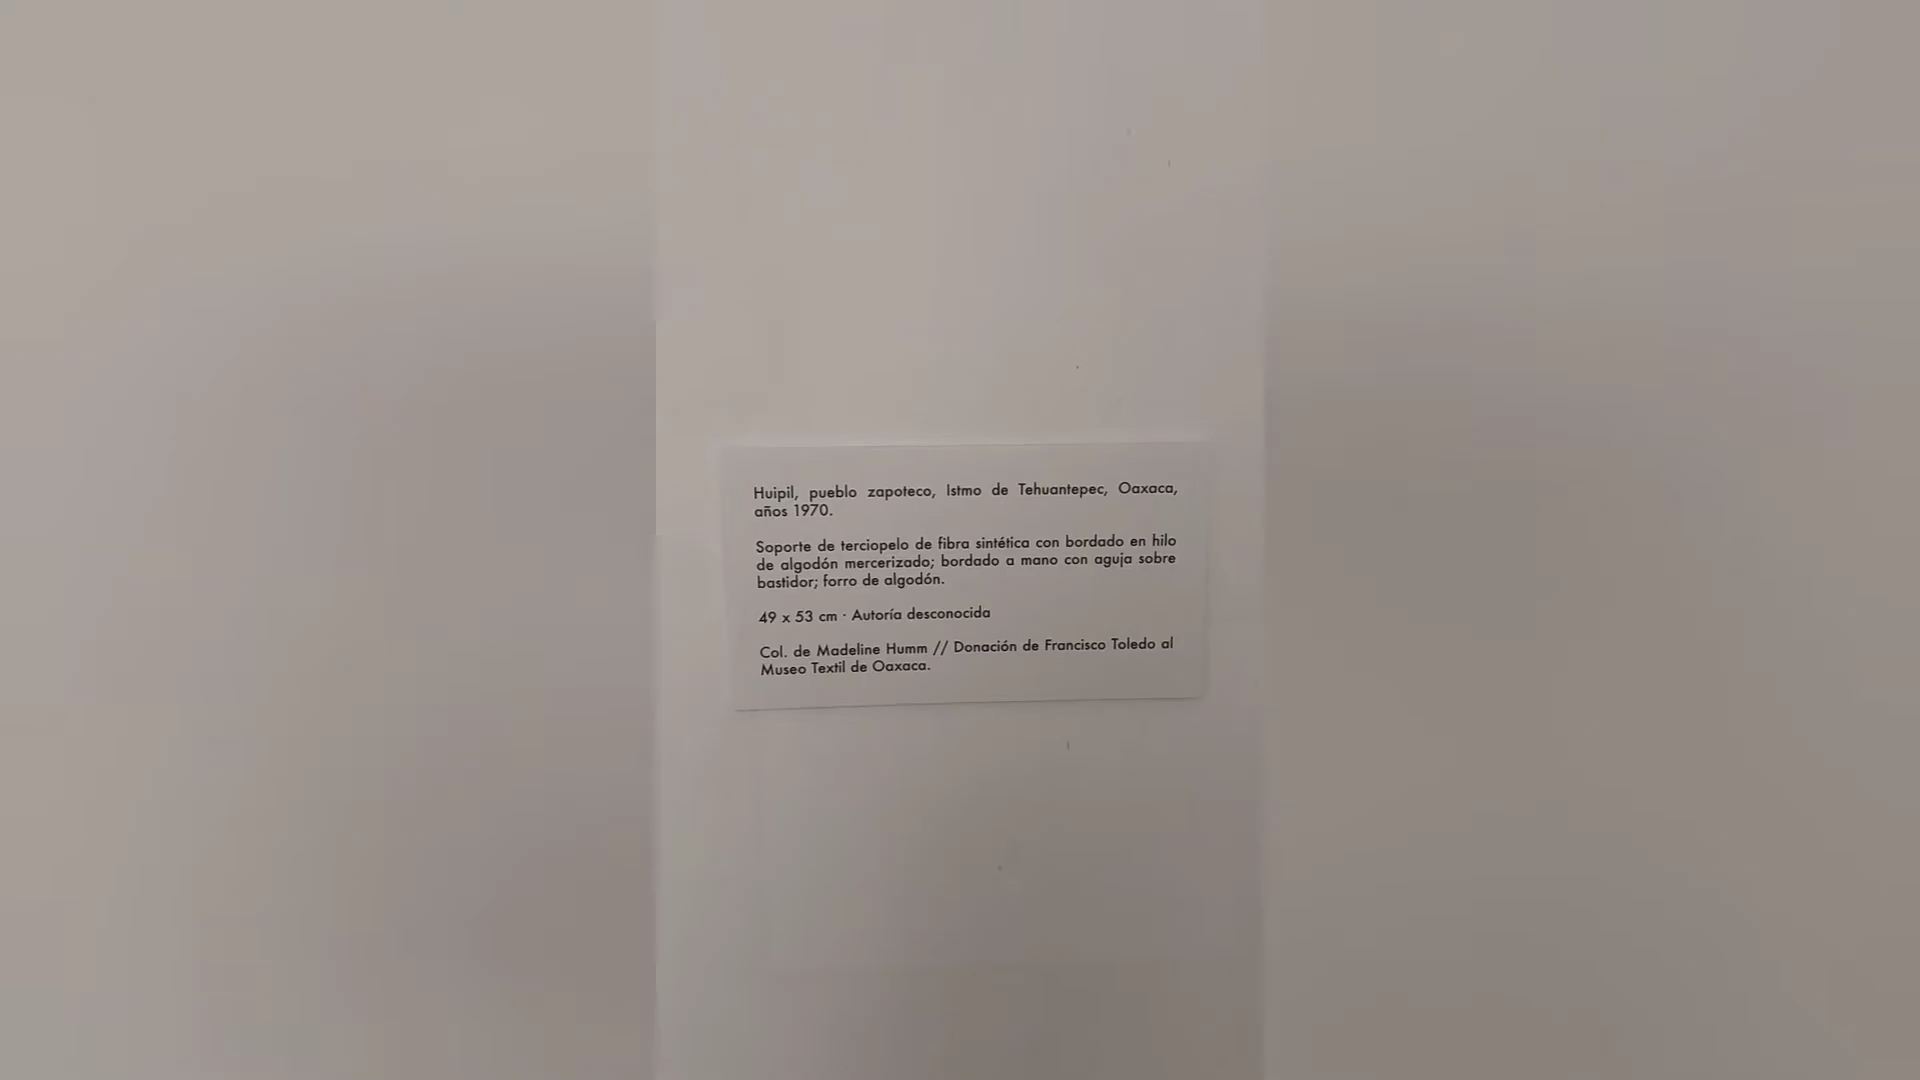 Huipil, pueblo zapoteco, Istmo de Tehuantepec, Oaxaca,
años 1970.
Soporte de terciopelo de fibra sintética con bordado en hilo
de algodón mercerizado; bordado a mano con aguja sobre
bastidor; forro de algodón.
49 x 53 cm · Autoría desconocida
Col. de Madeline Humm // Donación de Francisco Toledo al
Museo Textil de Oaxaca.